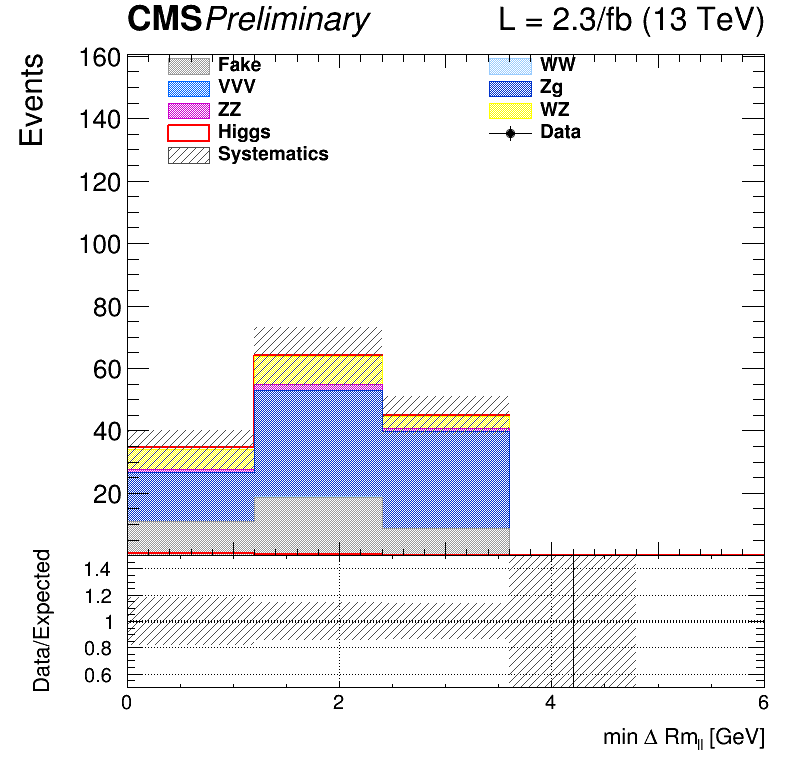 CMS Preliminary L = 2.3/fb (13 TeV)
Events
160
140
120
100
80
60
40
20
Fake WW
VVV Zg
ZZ WZ
Higgs Data
Systematics
Data/Expected
1.4
1.2
1
0.8
0.6
0 2 4 6
min Δ Rm_ll [GeV]